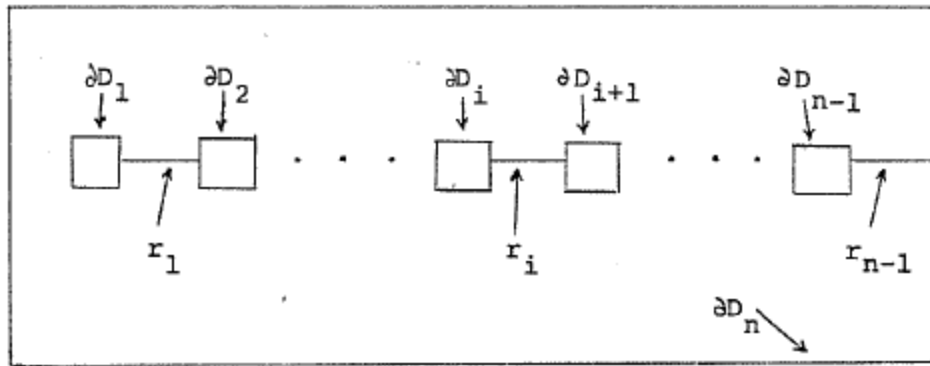 ∂D₁ ∂D₂ ∂Dᵢ ∂Dᵢ₊₁ ∂Dₙ₋₁
. . . . . .
r₁ rᵢ rₙ₋₁
∂Dₙ